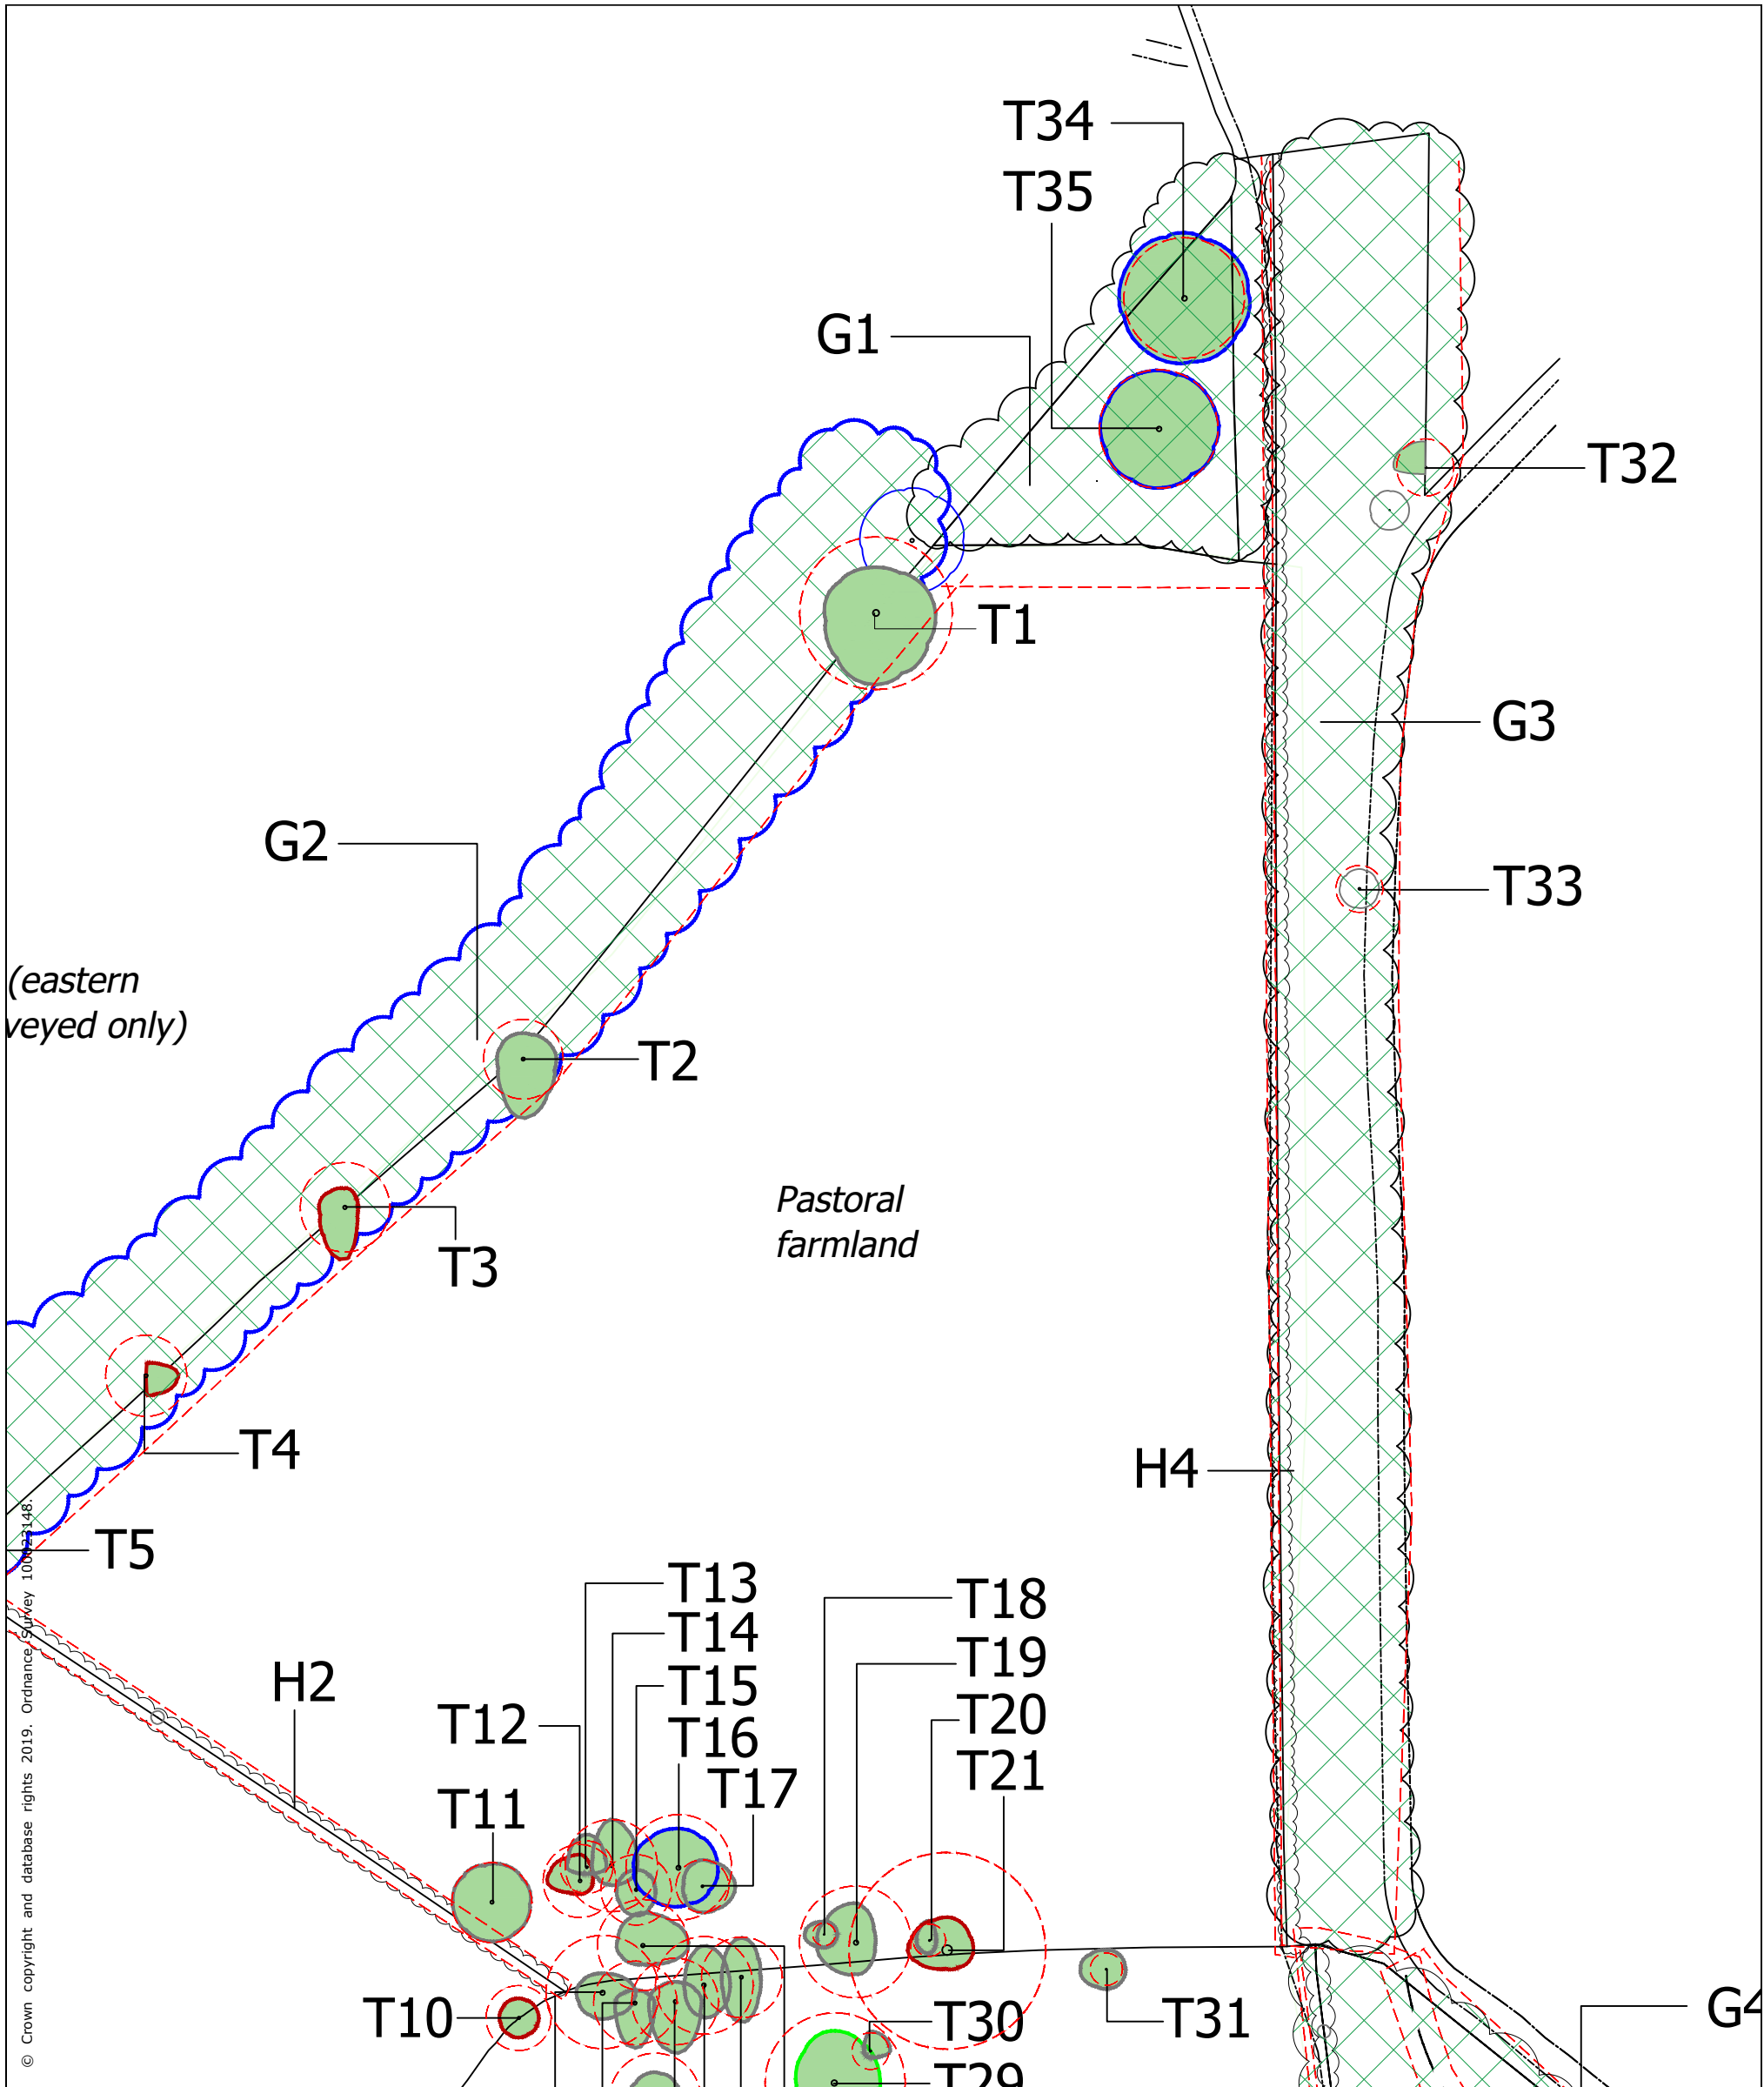 T34
T35
G1
T32
T1
G3
G2
T33
(eastern
veyed only)
T2
Pastoral
farmland
T3
T4
H4
T5
T13
T14
T15
T16
T17
T18
T19
T20
T21
H2
T12
T11
T10
T30
T31
T29
G4
© Crown copyright and database rights 2019. Ordnance Survey 100023148.